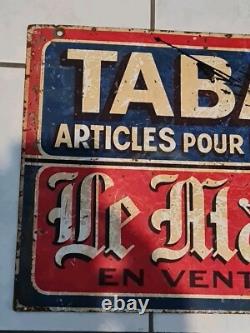 TABA
ARTICLES POUR
Le Ma
EN VENT